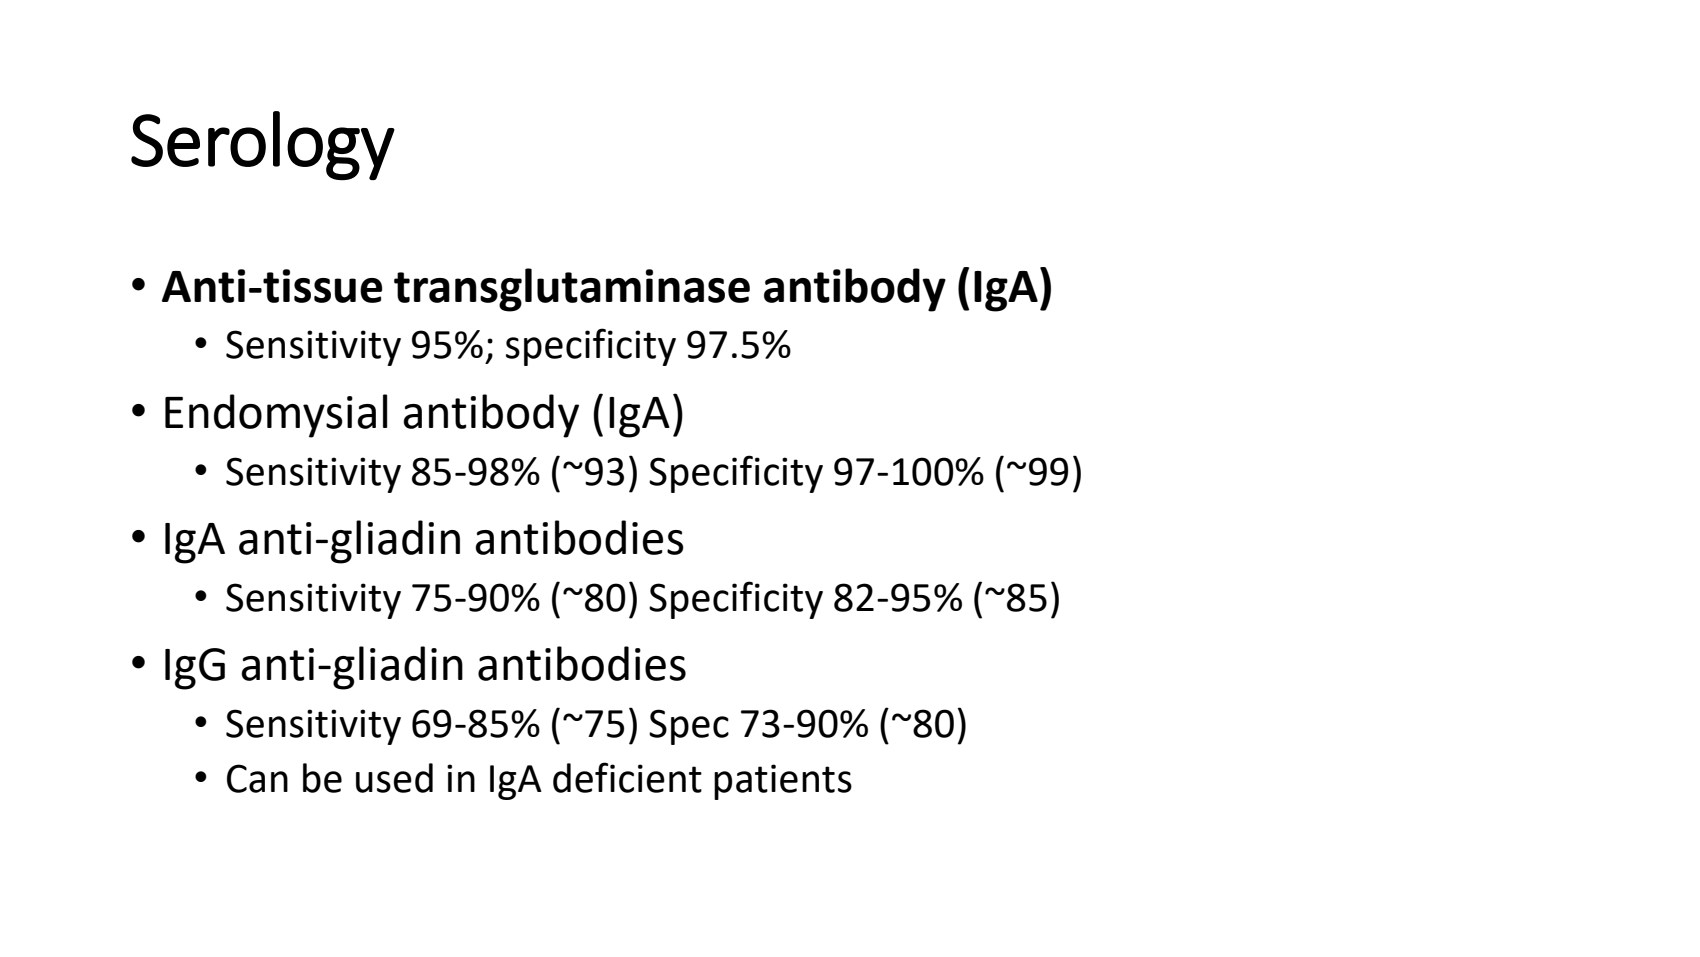 Serology
• Anti-tissue transglutaminase antibody (IgA)
• Sensitivity 95%; specificity 97.5%
• Endomysial antibody (IgA)
• Sensitivity 85-98% (~93) Specificity 97-100% (~99)
• IgA anti-gliadin antibodies
• Sensitivity 75-90% (~80) Specificity 82-95% (~85)
• IgG anti-gliadin antibodies
• Sensitivity 69-85% (~75) Spec 73-90% (~80)
• Can be used in IgA deficient patients